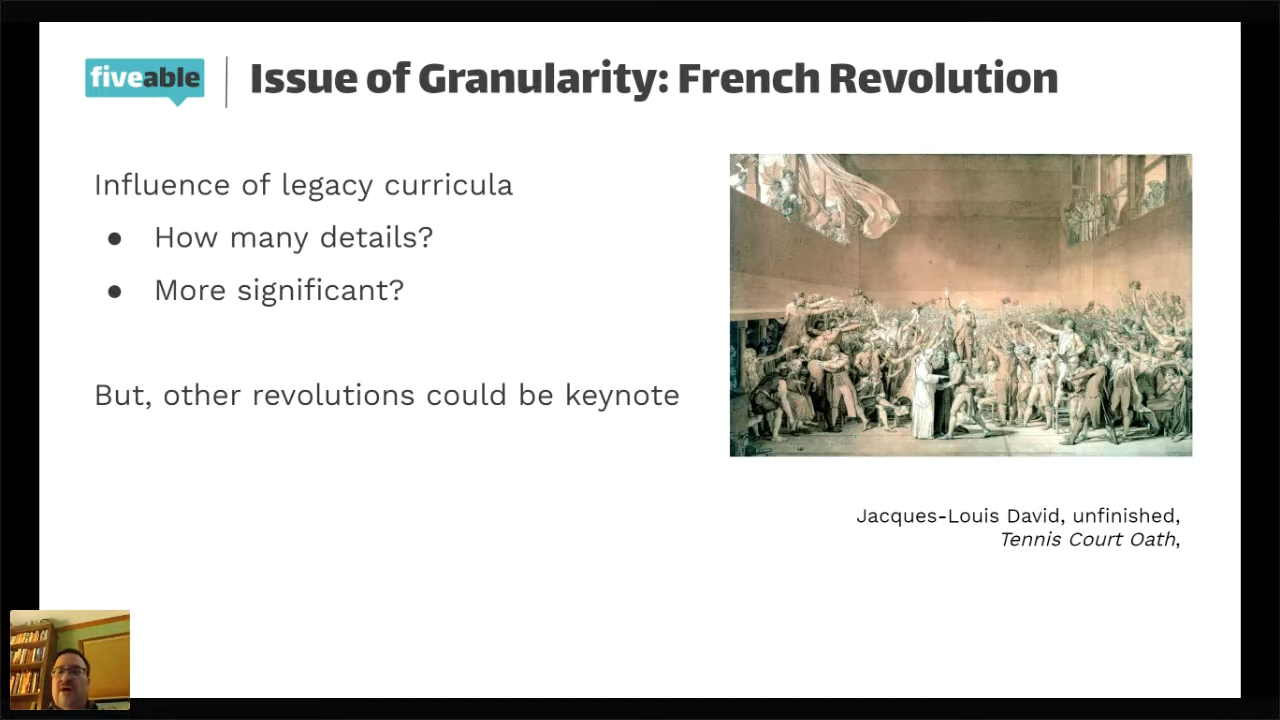 fiveable
Issue of Granularity: French Revolution
Influence of legacy curricula
● How many details?
● More significant?
But, other revolutions could be keynote
Jacques-Louis David, unfinished,
Tennis Court Oath,